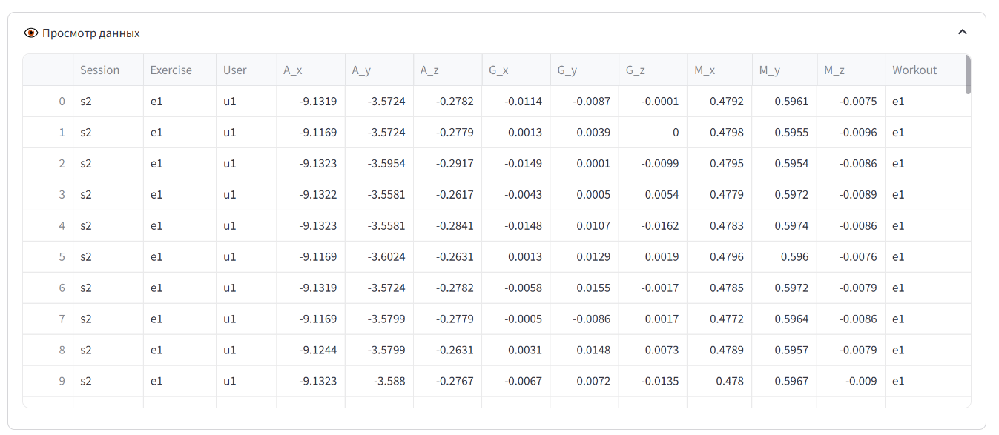 Просмотр данных
Session Exercise User A_x A_y A_z G_x G_y G_z M_x M_y M_z Workout
0 s2 e1 u1 -9.1319 -3.5724 -0.2782 -0.0114 -0.0087 -0.0001 0.4792 0.5961 -0.0075 e1
1 s2 e1 u1 -9.1169 -3.5724 -0.2779 0.0013 0.0039 0 0.4798 0.5955 -0.0096 e1
2 s2 e1 u1 -9.1323 -3.5954 -0.2917 -0.0149 0.0001 -0.0099 0.4795 0.5954 -0.0086 e1
3 s2 e1 u1 -9.1322 -3.5581 -0.2617 -0.0043 0.0005 0.0054 0.4779 0.5972 -0.0089 e1
4 s2 e1 u1 -9.1323 -3.5581 -0.2841 -0.0148 0.0107 -0.0162 0.4783 0.5974 -0.0086 e1
5 s2 e1 u1 -9.1169 -3.6024 -0.2631 0.0013 0.0129 0.0019 0.4796 0.596 -0.0076 e1
6 s2 e1 u1 -9.1319 -3.5724 -0.2782 -0.0058 0.0155 -0.0017 0.4785 0.5972 -0.0079 e1
7 s2 e1 u1 -9.1169 -3.5799 -0.2779 -0.0005 -0.0086 0.0017 0.4772 0.5964 -0.0086 e1
8 s2 e1 u1 -9.1244 -3.5799 -0.2631 0.0031 0.0148 0.0073 0.4789 0.5957 -0.0079 e1
9 s2 e1 u1 -9.1323 -3.588 -0.2767 -0.0067 0.0072 -0.0135 0.478 0.5967 -0.009 e1